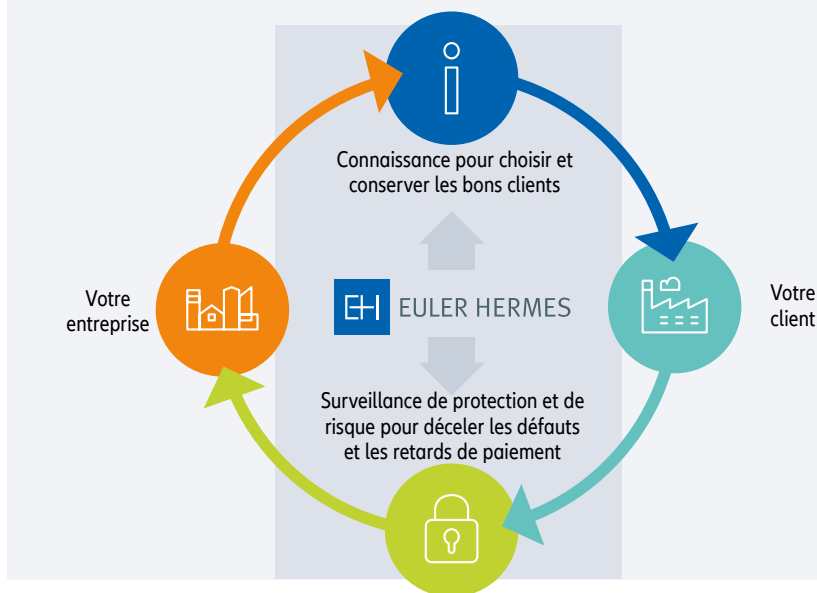 Connaissance pour choisir et
conserver les bons clients
Votre
entreprise
EH EULER HERMES
Votre
client
Surveillance de protection et de
risque pour déceler les défauts
et les retards de paiement